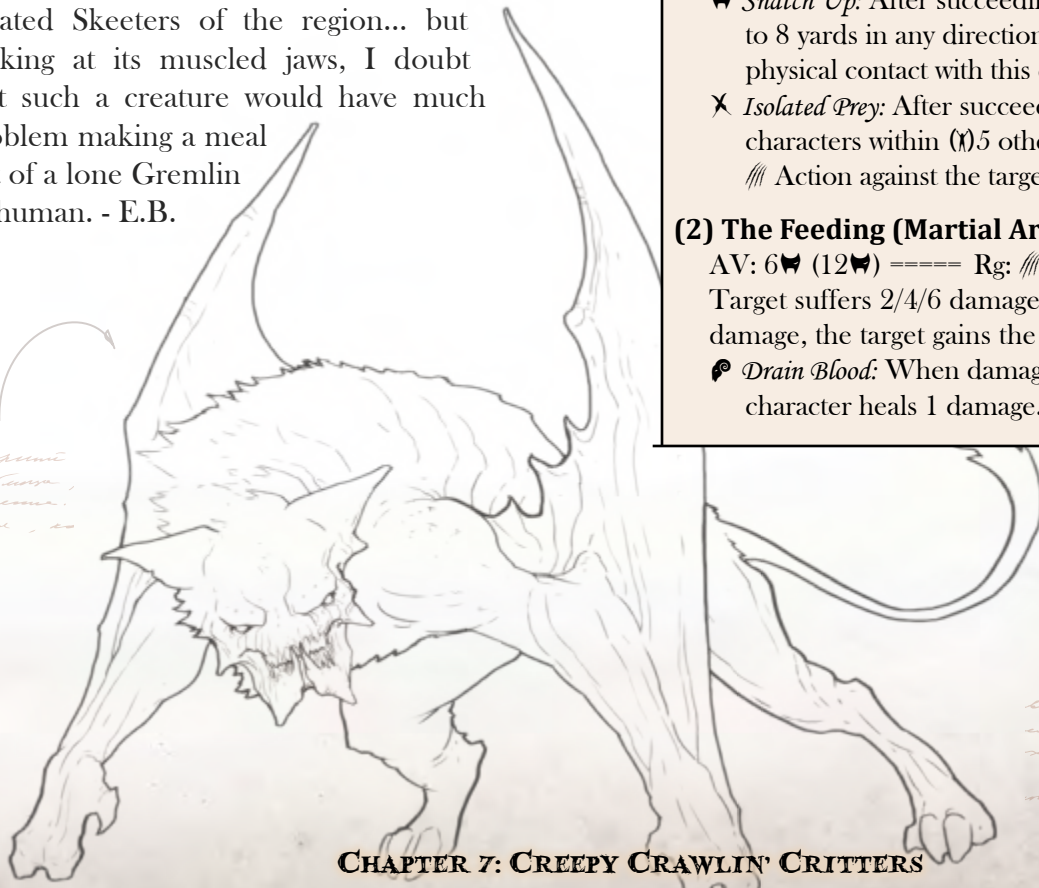 ated Skeeters of the region... but
king at its muscled jaws, I doubt
t such a creature would have much
oblem making a meal
of a lone Gremlin
human. - E.B.
Snatch Up: After succeeding
to 8 yards in any direction
physical contact with this
Isolated Prey: After succeed
characters within 5 othe
Action against the targe
(2) The Feeding (Martial Ar
AV: 6 (12) ===== Rg:
Target suffers 2/4/6 damage
damage, the target gains the
Drain Blood: When damag
character heals 1 damage.
CHAPTER 7: CREEPY CRAWLIN' CRITTERS